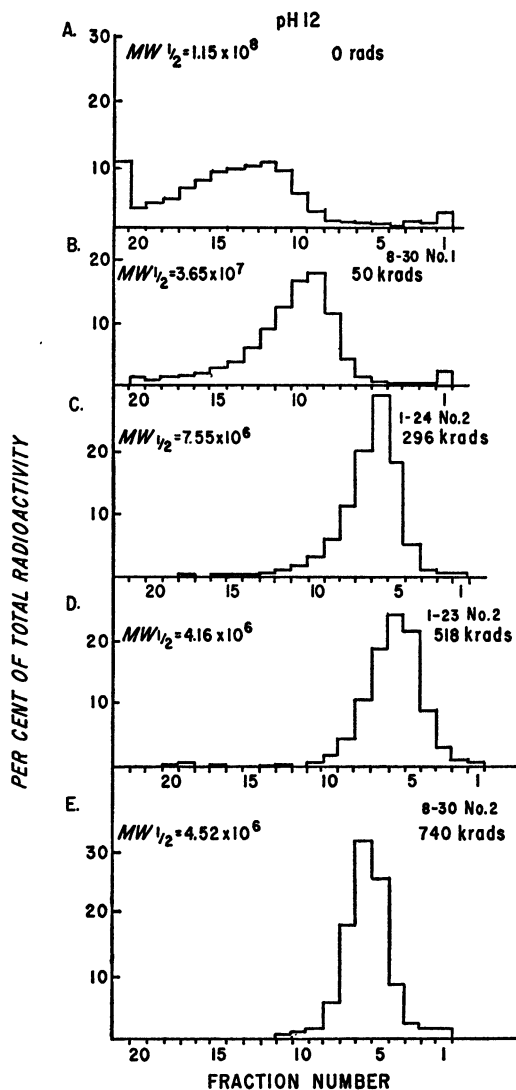 pH 12
A.
30
MW 1/2 = 1.15 x 10^8
0 rads
20
10
20 15 10 5 1
B.
8-30 No. 1
20
MW 1/2 = 3.65 x 10^7
50 krads
10
20 15 10 5 1
C.
1-24 No. 2
20
MW 1/2 = 7.55 x 10^6
296 krads
10
20 15 10 5 1
D.
1-23 No. 2
20
MW 1/2 = 4.16 x 10^6
518 krads
10
20 15 10 5 1
E.
8-30 No. 2
30
MW 1/2 = 4.52 x 10^6
740 krads
20
10
20 15 10 5 1
PER CENT OF TOTAL RADIOACTIVITY
FRACTION NUMBER